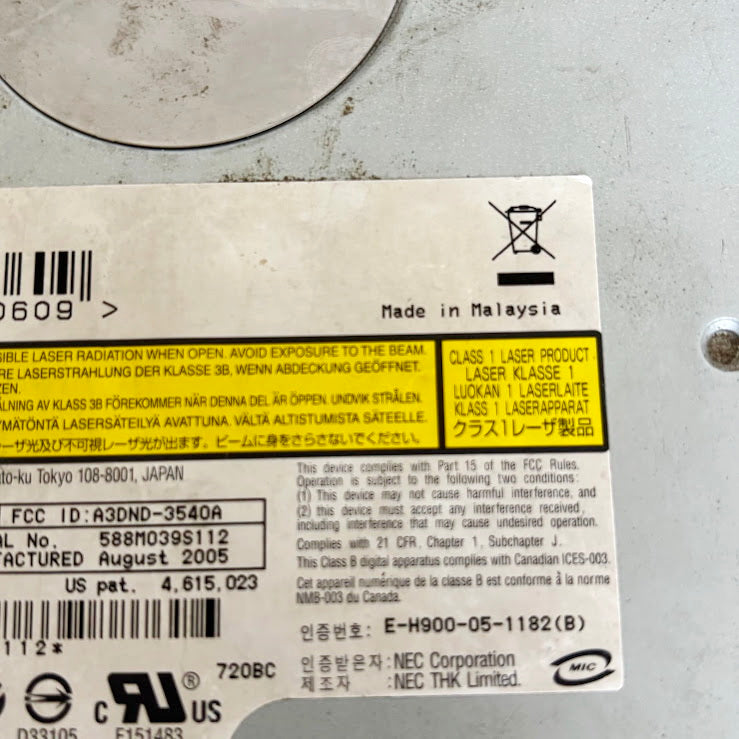 0609 >
Made in Malaysia
SIBLE LASER RADIATION WHEN OPEN. AVOID EXPOSURE TO THE BEAM.
RE LASERSTRAHLUNG DER KLASSE 3B, WENN ABDECKUNG GEÖFFNET.
ZEN.
ÅLNING AV KLASS 3B FÖREKOMMER NÄR DENNA DEL ÄR ÖPPEN. UNDVIK STRÅLEN.
YMÄTÖNTÄ LASERSÄTEILYÄ AVATTUNA. VÄLTÄ ALTISTUMISTA SÄTEELLE.
ーザ光及び不可視レーザ光が出ます。ビームに身をさらさないでください。
CLASS 1 LASER PRODUCT
LASER KLASSE 1
LUOKAN 1 LASERLAITE
KLASS 1 LASERAPPARAT
クラス1レーザ製品
to-ku Tokyo 108-8001, JAPAN
FCC ID:A3DND-3540A
AL No. 588M039S112
FACTURED August 2005
US pat. 4,615,023
112*
720BC
C RU ® US
D33105 E151483
This device complies with Part 15 of the FCC Rules.
Operation is subject to the following two conditions:
(1) This device may not cause harmful interference, and
(2) this device must accept any interference received,
including interference that may cause undesired operation.
Complies with 21 CFR, Chapter 1, Subchapter J.
This Class B digital apparatus complies with Canadian ICES-003.
Cet appareil numérique de la classe B est conforme à la norme
NMB-003 du Canada.
인증번호: E-H900-05-1182(B)
인증받은자:NEC Corporation
제조자 :NEC THK Limited.
MIC